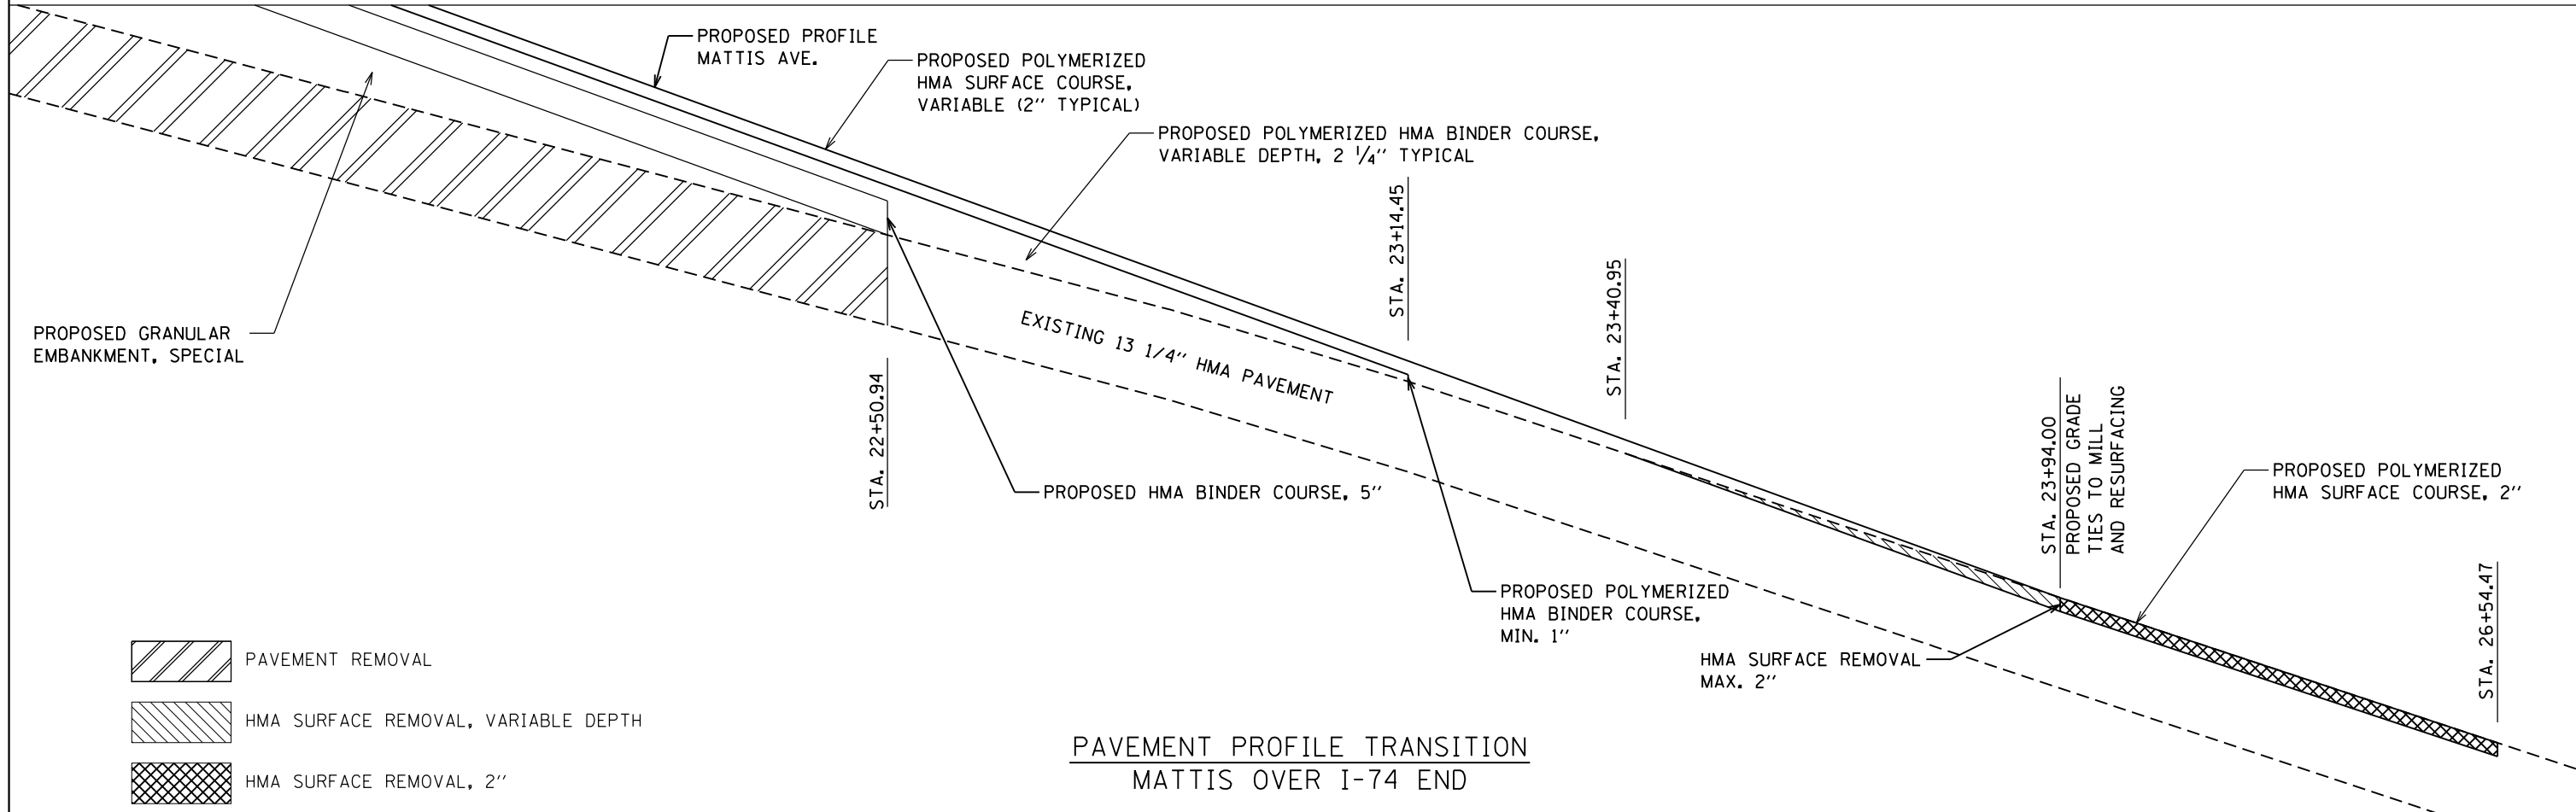 PROPOSED PROFILE
MATTIS AVE.
PROPOSED POLYMERIZED
HMA SURFACE COURSE,
VARIABLE (2" TYPICAL)
PROPOSED POLYMERIZED HMA BINDER COURSE,
VARIABLE DEPTH, 2 1/4" TYPICAL
STA. 23+14.45
STA. 23+40.95
PROPOSED GRANULAR
EMBANKMENT, SPECIAL
EXISTING 13 1/4" HMA PAVEMENT
STA. 22+50.94
PROPOSED HMA BINDER COURSE, 5"
STA. 23+94.00
PROPOSED GRADE
TIES TO MILL
AND RESURFACING
PROPOSED POLYMERIZED
HMA SURFACE COURSE, 2"
PROPOSED POLYMERIZED
HMA BINDER COURSE,
MIN. 1"
HMA SURFACE REMOVAL
MAX. 2"
STA. 26+54.47
PAVEMENT REMOVAL
HMA SURFACE REMOVAL, VARIABLE DEPTH
HMA SURFACE REMOVAL, 2"
PAVEMENT PROFILE TRANSITION
MATTIS OVER I-74 END